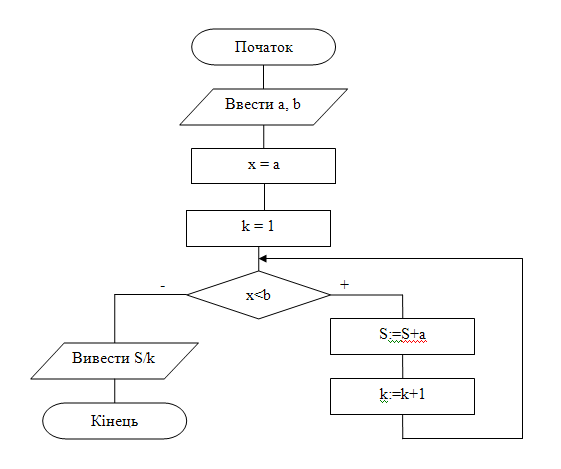 Початок
Ввести a, b
x = a
k = 1
-
+
x<b
S:=S+a
Вивести S/k
k:=k+1
Кінець